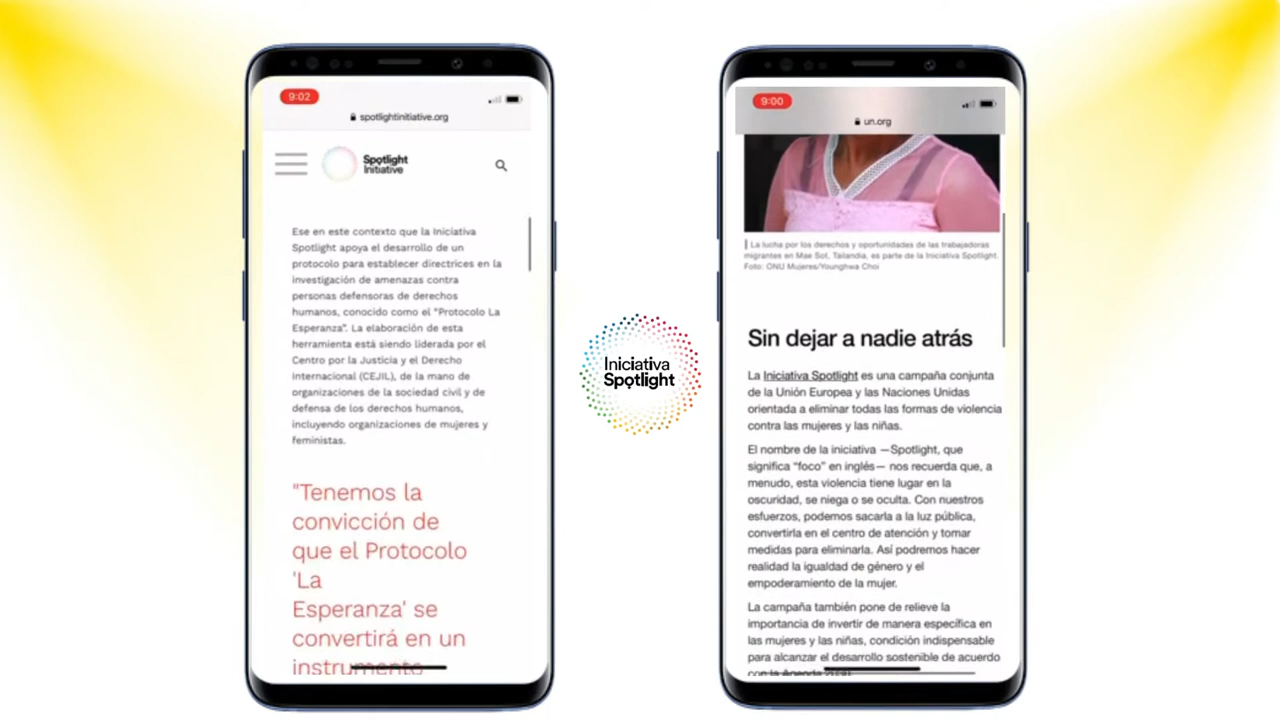 9:02
spotlightinitiative.org
Spotlight
Initiative
Ese en este contexto que la Iniciativa
Spotlight apoya el desarrollo de un
protocolo para establecer directrices en la
investigación de amenazas contra
personas defensoras de derechos
humanos, conocido como el "Protocolo La
Esperanza". La elaboración de esta
herramienta está siendo liderada por el
Centro por la Justicia y el Derecho
Internacional (CEJIL), de la mano de
organizaciones de la sociedad civil y de
defensa de los derechos humanos,
incluyendo organizaciones de mujeres y
feministas.
"Tenemos la
convicción de
que el Protocolo
'La
Esperanza' se
convertirá en un
instrumento
Iniciativa
Spotlight
9:00
un.org
La lucha por los derechos y oportunidades de las trabajadoras
migrantes en Mae Sot, Tailandia, es parte de la Iniciativa Spotlight.
Foto: ONU Mujeres/Younghwa Choi
Sin dejar a nadie atrás
La Iniciativa Spotlight es una campaña conjunta
de la Unión Europea y las Naciones Unidas
orientada a eliminar todas las formas de violencia
contra las mujeres y las niñas.
El nombre de la iniciativa —Spotlight, que
significa "foco" en inglés— nos recuerda que, a
menudo, esta violencia tiene lugar en la
oscuridad, se niega o se oculta. Con nuestros
esfuerzos, podemos sacarla a la luz pública,
convertirla en el centro de atención y tomar
medidas para eliminarla. Así podremos hacer
realidad la igualdad de género y el
empoderamiento de la mujer.
La campaña también pone de relieve la
importancia de invertir de manera específica en
las mujeres y las niñas, condición indispensable
para alcanzar el desarrollo sostenible de acuerdo
con la Agenda